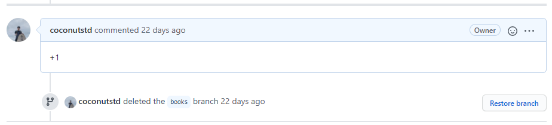 coconutstd commented 22 days ago
Owner
+1
coconutstd deleted the books branch 22 days ago
Restore branch